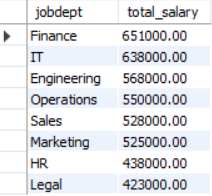 jobdept total_salary
Finance 651000.00
IT 638000.00
Engineering 568000.00
Operations 550000.00
Sales 528000.00
Marketing 525000.00
HR 438000.00
Legal 423000.00